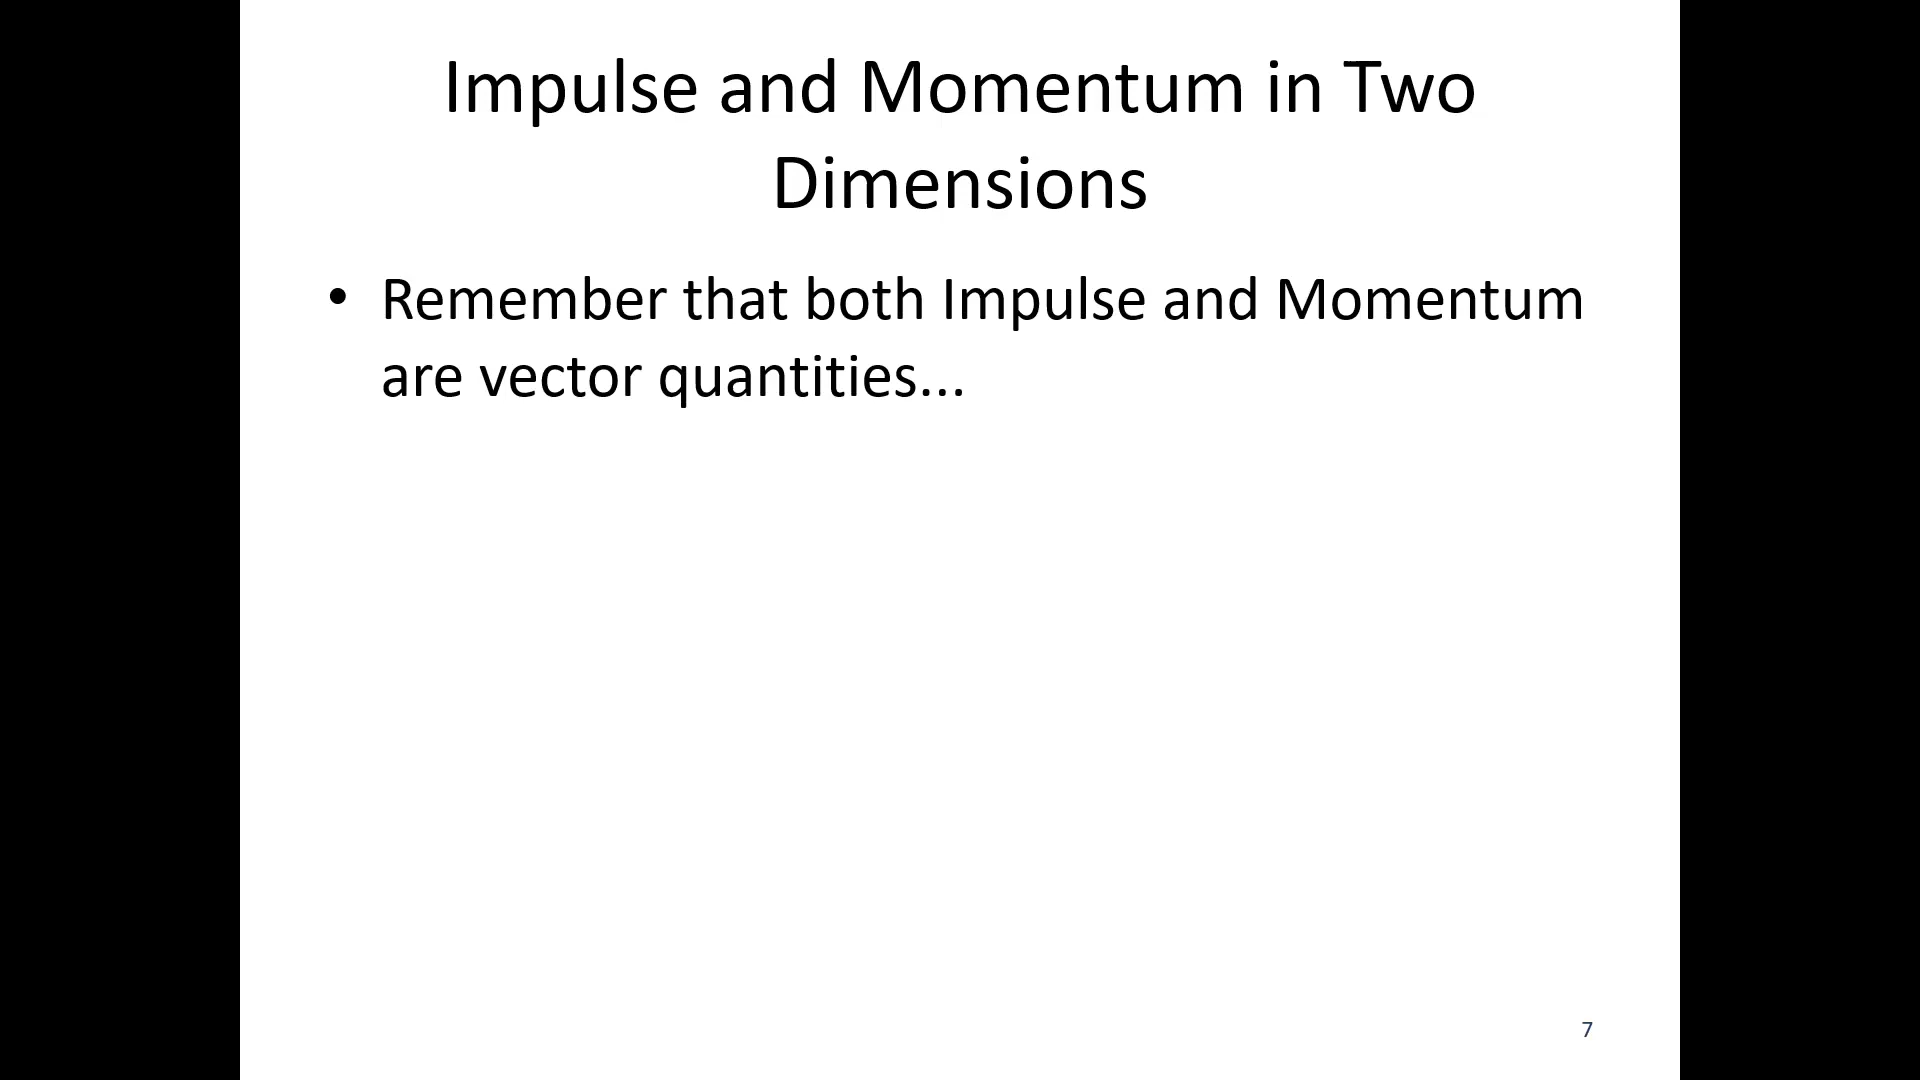 Impulse and Momentum in Two
Dimensions
• Remember that both Impulse and Momentum
are vector quantities...
7